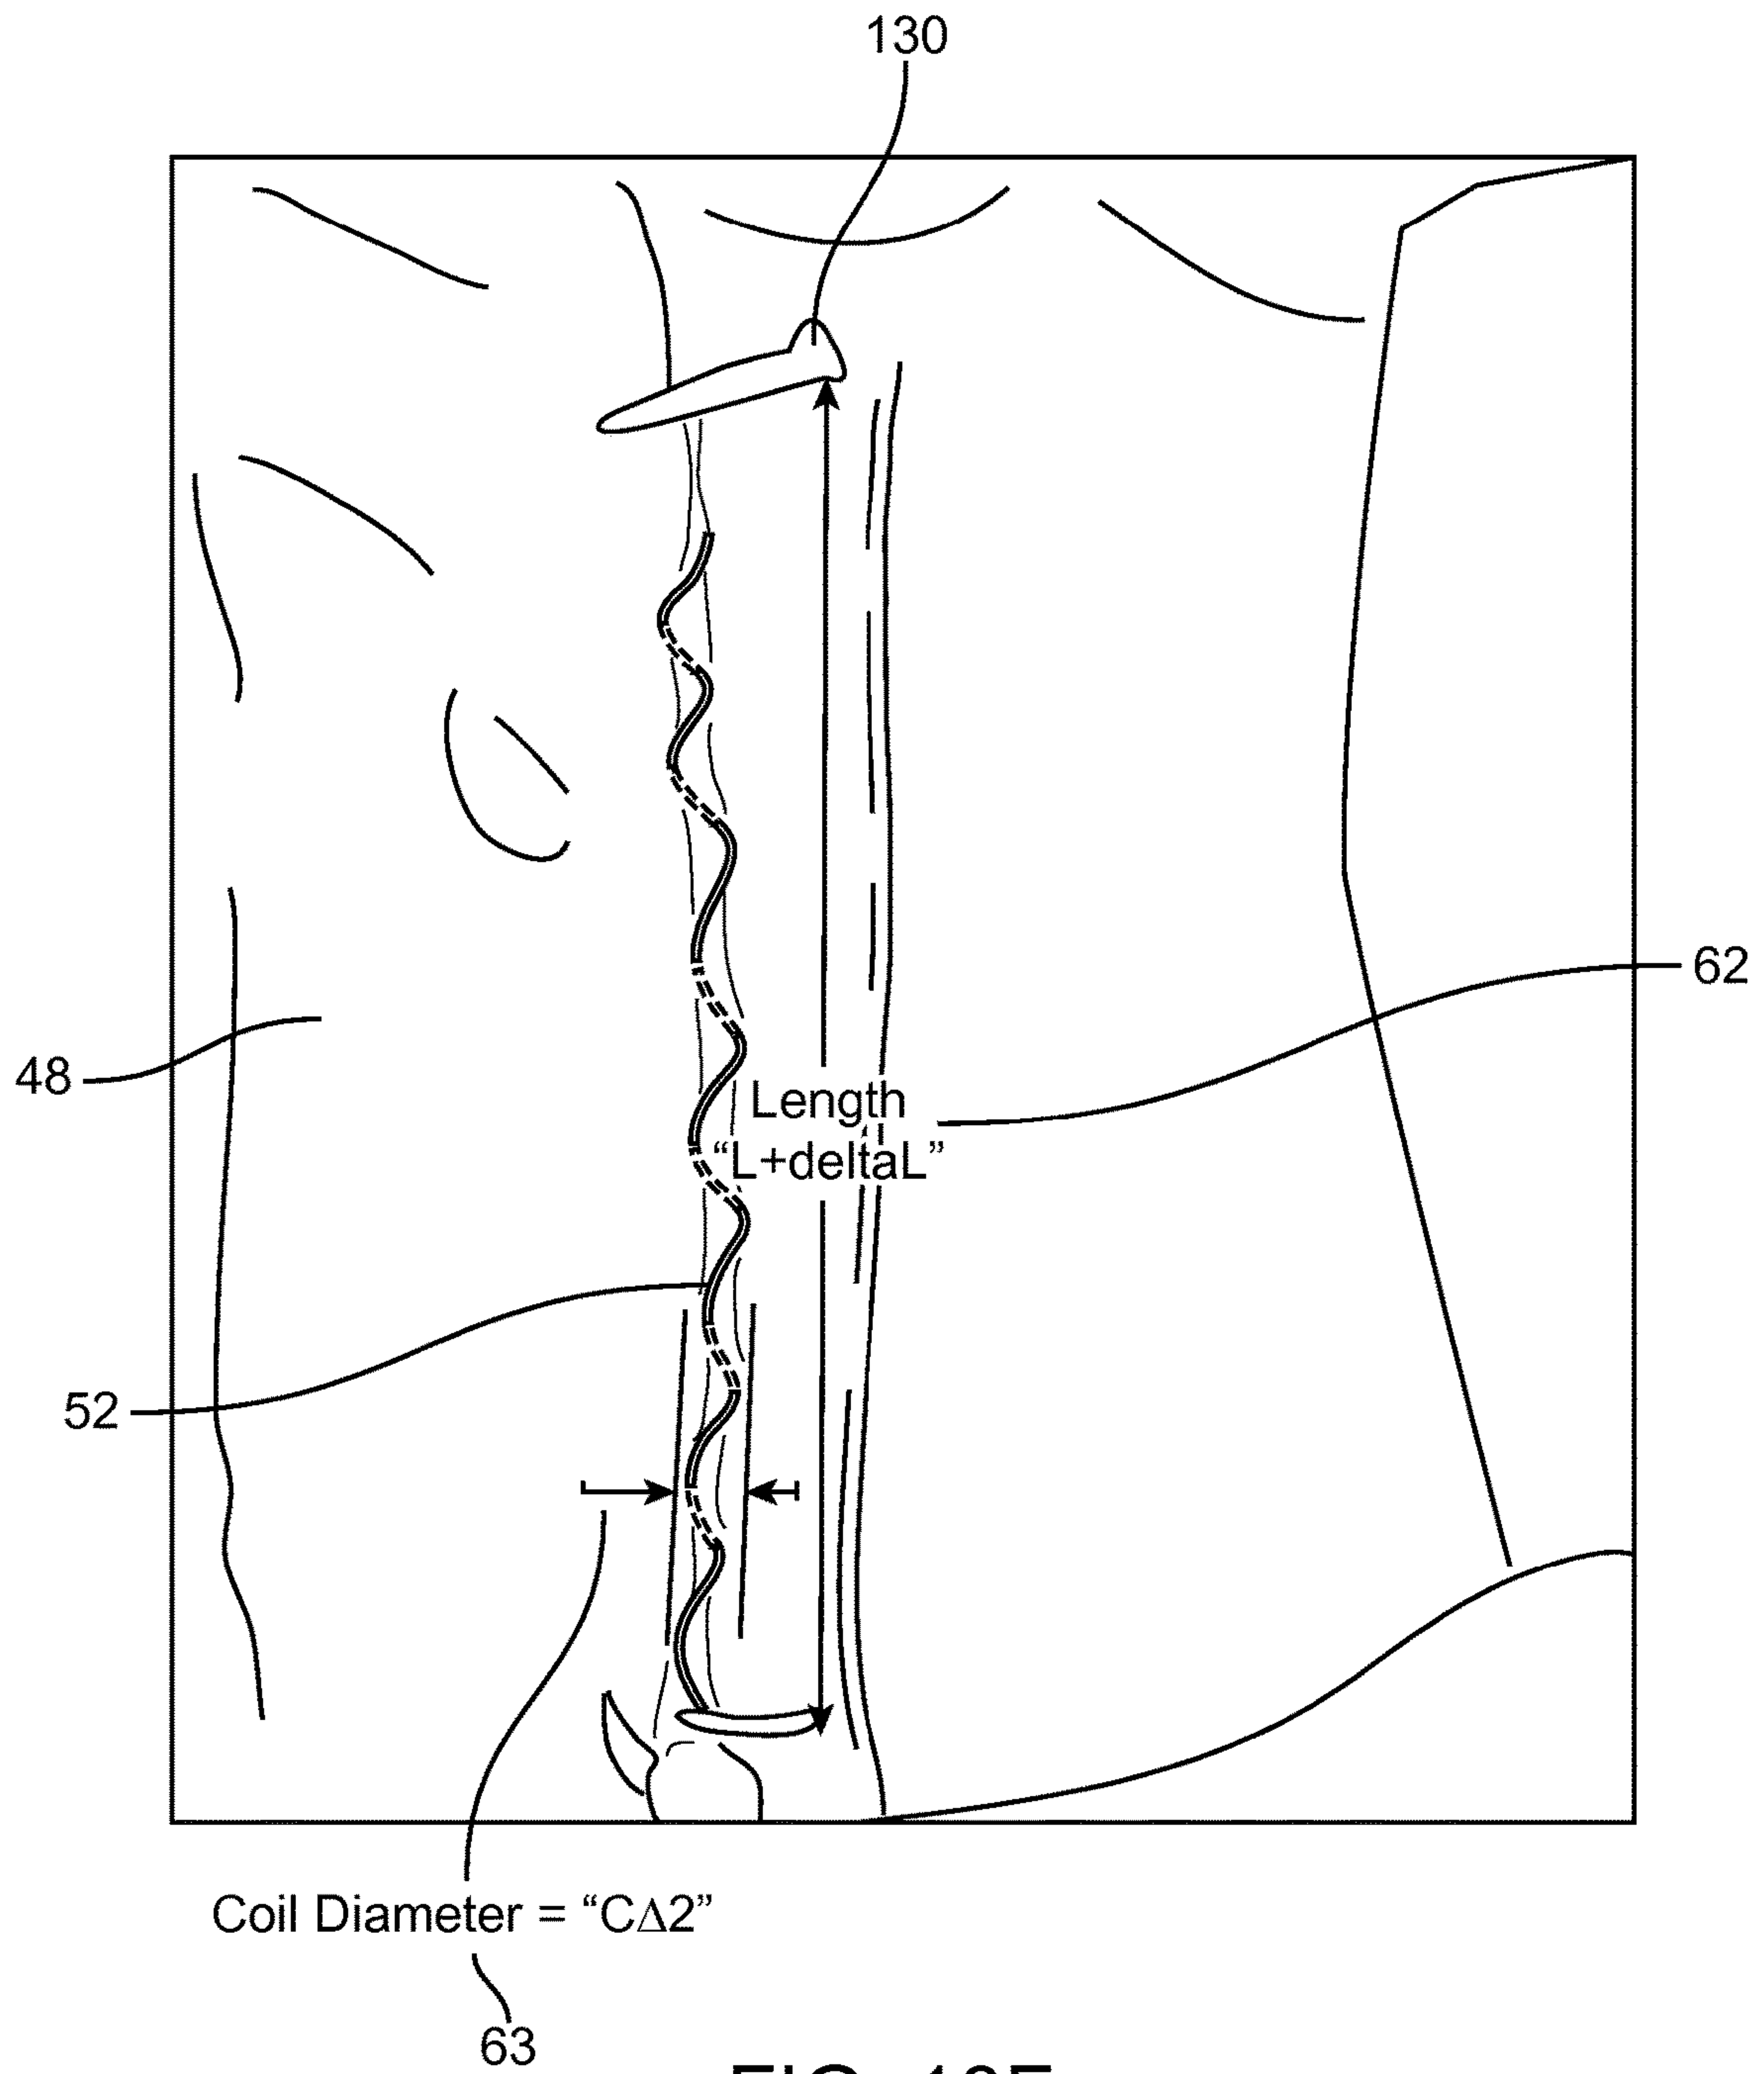 130
62
48
Length
“L+deltaL”
52
Coil Diameter = “C∆2”
63